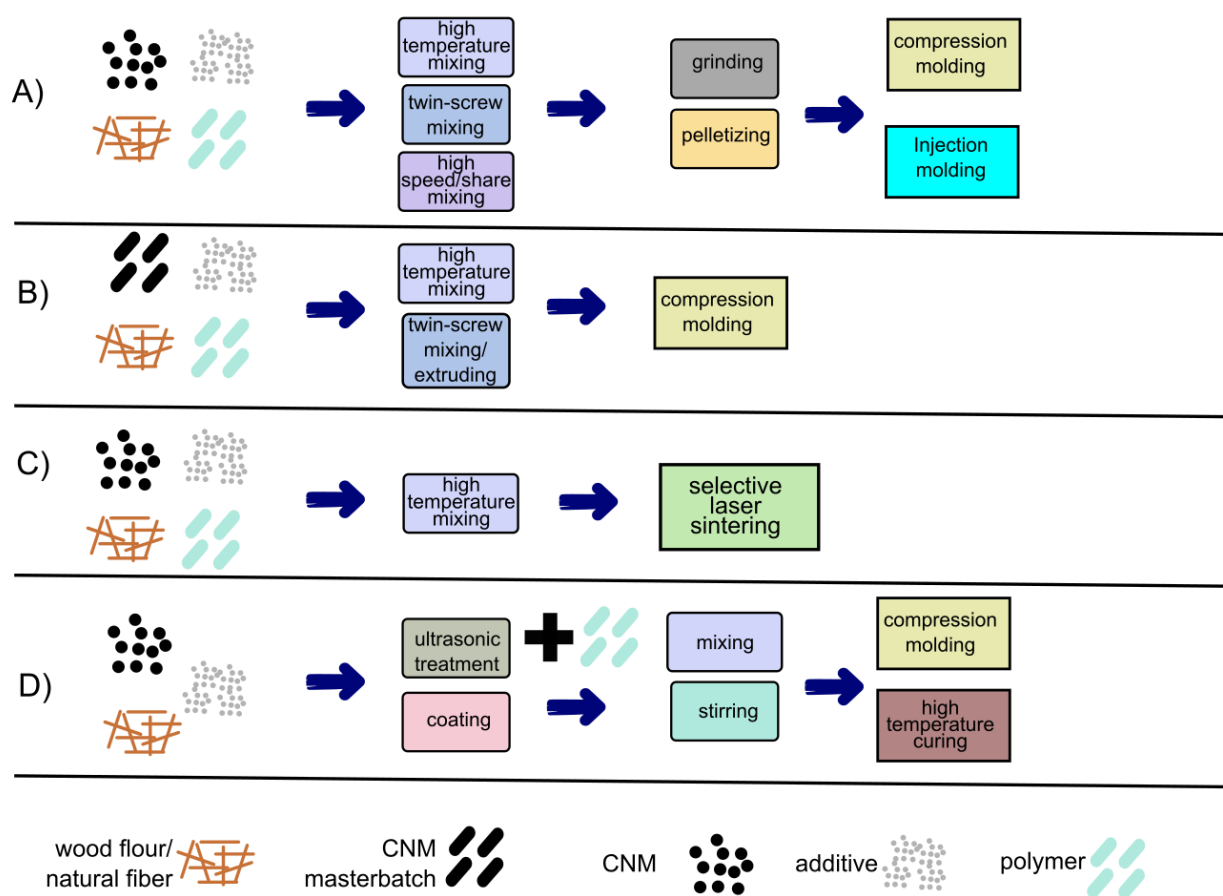 A)
high
temperature
mixing
twin-screw
mixing
high
speed/share
mixing
grinding
pelletizing
compression
molding
Injection
molding
B)
high
temperature
mixing
twin-screw
mixing/
extruding
compression
molding
C)
high
temperature
mixing
selective
laser
sintering
D)
ultrasonic
treatment
coating
mixing
stirring
compression
molding
high
temperature
curing
wood flour/
natural fiber
CNM
masterbatch
CNM
additive
polymer